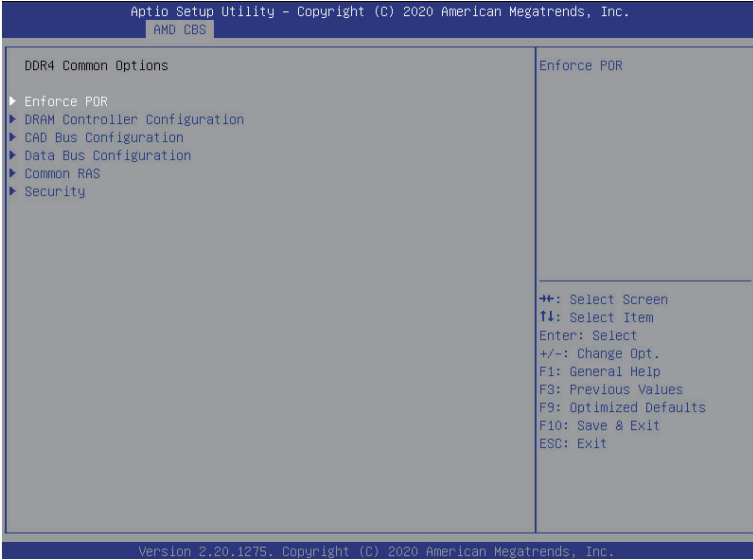 Aptio Setup Utility – Copyright (C) 2020 American Megatrends, Inc.
AMD CBS
DDR4 Common Options
Enforce POR
DRAM Controller Configuration
CAD Bus Configuration
Data Bus Configuration
Common RAS
Security
Enforce POR
→←: Select Screen
↑↓: Select Item
Enter: Select
+/-: Change Opt.
F1: General Help
F3: Previous Values
F9: Optimized Defaults
F10: Save & Exit
ESC: Exit
Version 2.20.1275. Copyright (C) 2020 American Megatrends, Inc.